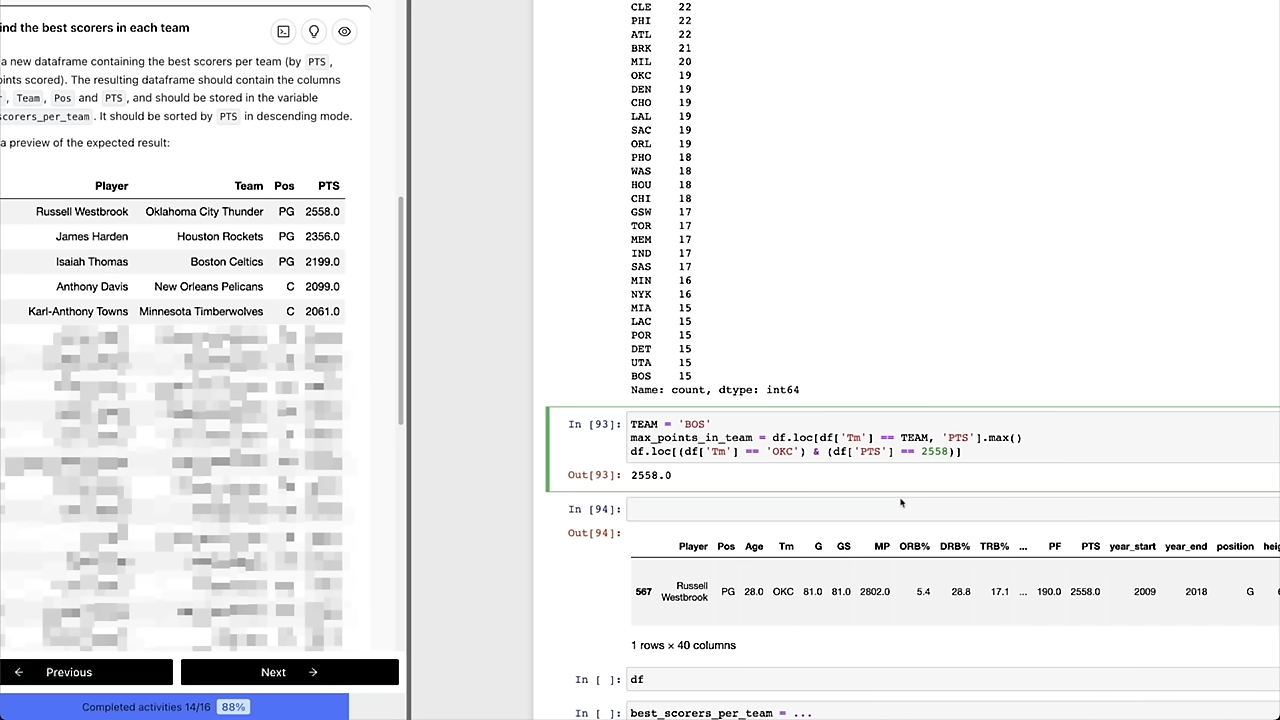 ind the best scorers in each team
a new dataframe containing the best scorers per team (by PTS ,
ints scored). The resulting dataframe should contain the columns
, Team , Pos and PTS , and should be stored in the variable
scorers_per_team . It should be sorted by PTS in descending mode.
a preview of the expected result:
Player Team Pos PTS
Russell Westbrook Oklahoma City Thunder PG 2558.0
James Harden Houston Rockets PG 2356.0
Isaiah Thomas Boston Celtics PG 2199.0
Anthony Davis New Orleans Pelicans C 2099.0
Karl-Anthony Towns Minnesota Timberwolves C 2061.0
← Previous
Next →
Completed activities 14/16 88%
CLE 22
PHI 22
ATL 22
BRK 21
MIL 20
OKC 19
DEN 19
CHO 19
LAL 19
SAC 19
ORL 19
PHO 18
WAS 18
HOU 18
CHI 18
GSW 17
TOR 17
MEM 17
IND 17
SAS 17
MIN 16
NYK 16
MIA 15
LAC 15
POR 15
DET 15
UTA 15
BOS 15
Name: count, dtype: int64
In [93]: TEAM = 'BOS'
max_points_in_team = df.loc[df['Tm'] == TEAM, 'PTS'].max()
df.loc[(df['Tm'] == 'OKC') & (df['PTS'] == 2558)]
Out[93]: 2558.0
In [94]:
Out[94]:
Player Pos Age Tm G GS MP ORB% DRB% TRB% ... PF PTS year_start year_end position heig
567 Russell Westbrook PG 28.0 OKC 81.0 81.0 2802.0 5.4 28.8 17.1 ... 190.0 2558.0 2009 2018 G
1 rows × 40 columns
In [ ]: df
In [ ]: best_scorers_per_team = ...